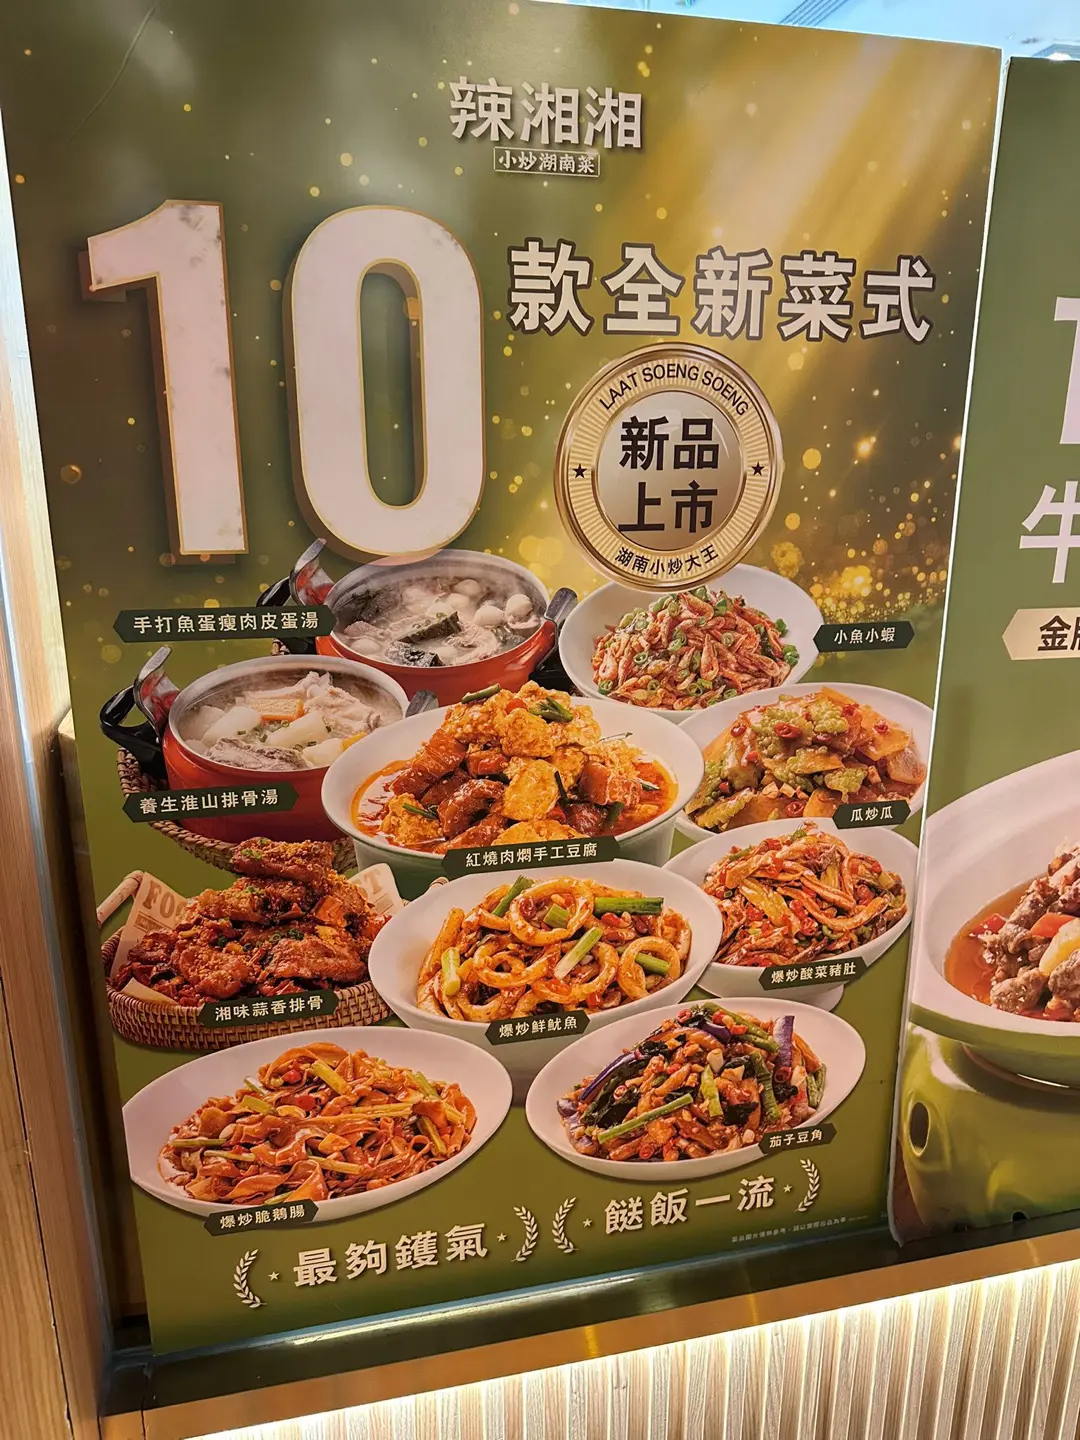 辣湘湘
小炒湖南菜
10
款全新菜式
LAAT SOENG SOENG
新品
上市
湖南小炒大王
手打魚蛋瘦肉皮蛋湯
小魚小蝦
養生淮山排骨湯
瓜炒瓜
紅燒肉燜手工豆腐
爆炒酸菜豬肚
湘味蒜香排骨
爆炒鮮魷魚
茄子豆角
爆炒脆鵝腸
最夠鑊氣
餸飯一流
牛